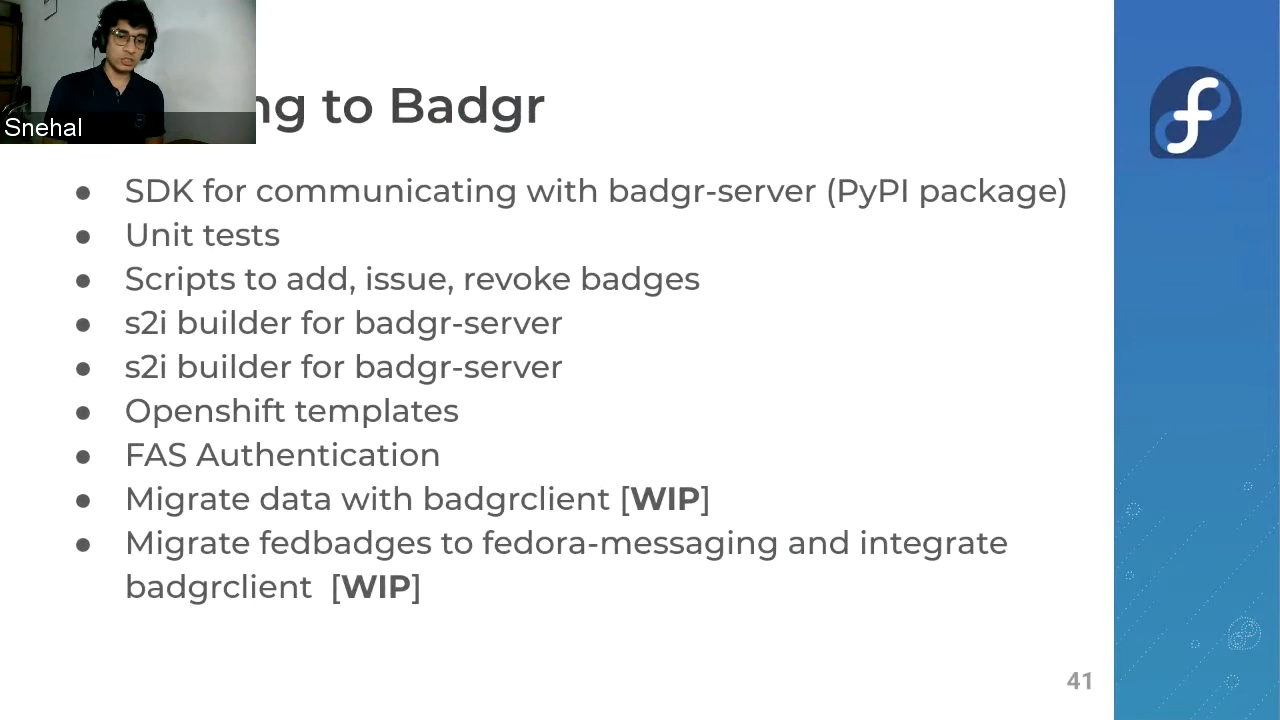 Snehal
to Badgr
● SDK for communicating with badgr-server (PyPI package)
● Unit tests
● Scripts to add, issue, revoke badges
● s2i builder for badgr-server
● s2i builder for badgr-server
● Openshift templates
● FAS Authentication
● Migrate data with badgrclient [WIP]
● Migrate fedbadges to fedora-messaging and integrate
badgrclient [WIP]
41